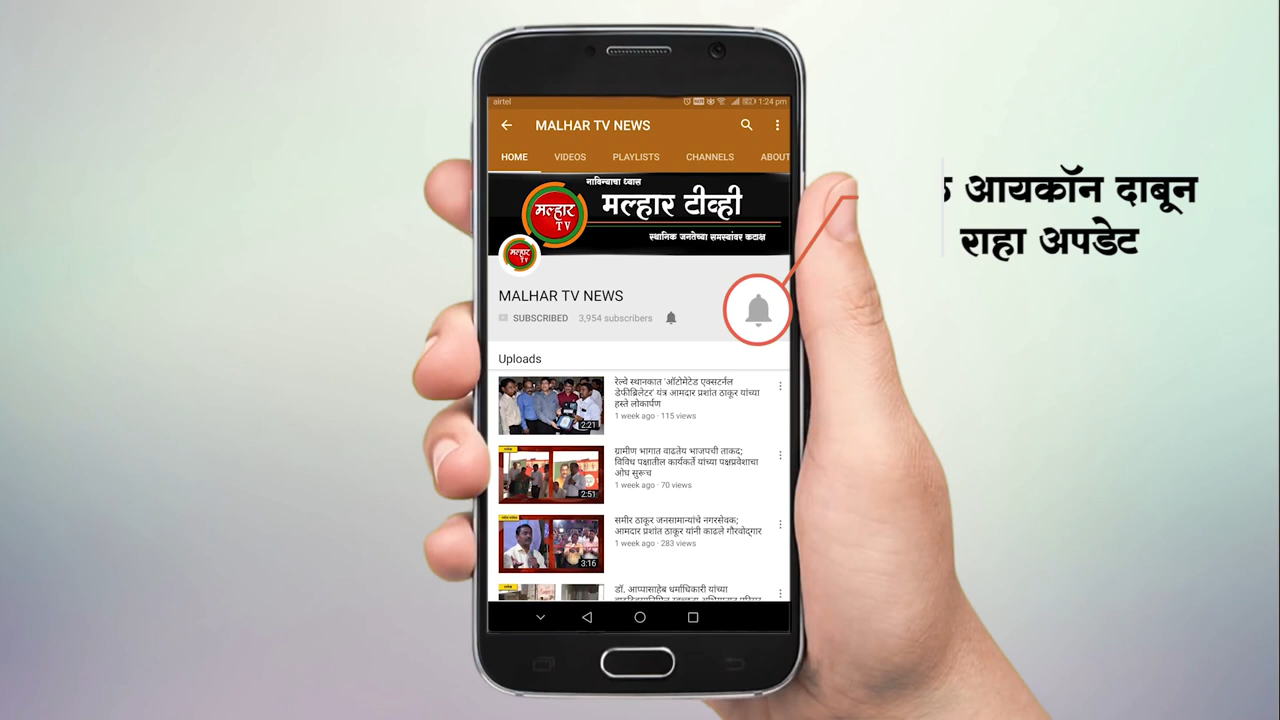 airtel
1:24 pm
MALHAR TV NEWS
HOME VIDEOS PLAYLISTS CHANNELS ABOUT
नाविन्याचा ध्यास
मल्हार टीव्ही
मल्हार
TV
स्थानिक जनतेच्या समस्यांवर कटाक्ष
मल्हार
TV
MALHAR TV NEWS
SUBSCRIBED 3,954 subscribers
Uploads
रेल्वे स्थानकात 'ऑटोमेटेड एक्सटर्नल
डेफीब्रिलेटर' यंत्र आमदार प्रशांत ठाकूर यांच्या
हस्ते लोकार्पण
1 week ago · 115 views
2:21
ग्रामीण भागात वाढतेय भाजपची ताकद;
विविध पक्षातील कार्यकर्ते यांच्या पक्षप्रवेशाचा
ओघ सुरूच
1 week ago · 70 views
2:51
समीर ठाकूर जनसामान्यांचे नगरसेवक;
आमदार प्रशांत ठाकूर यांनी काढले गौरवोद्गार
1 week ago · 283 views
3:16
डॉ. आप्पासाहेब धर्माधिकारी यांच्या
आयकॉन दाबून
राहा अपडेट